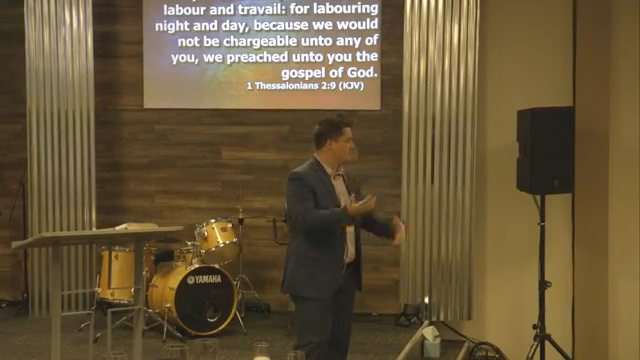 labour and travail: for labouring
night and day, because we would
not be chargeable unto any of
you, we preached unto you the
gospel of God.
1 Thessalonians 2:9 (KJV)
YAMAHA